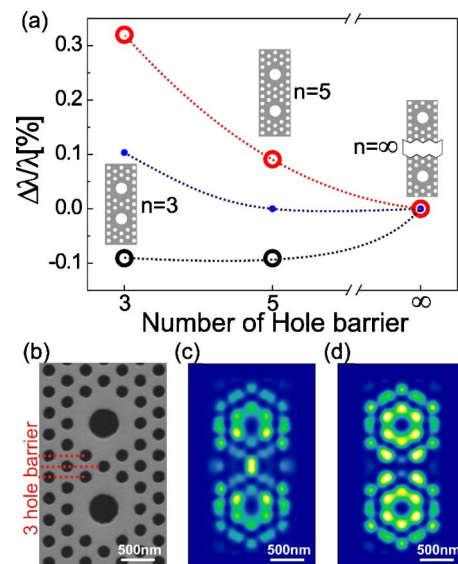 (a)
0.3
0.2
0.1
0.0
-0.1
Δλ/λ[%]
n=3
n=5
n=∞
3
5
∞
Number of Hole barrier
(b)
(c)
(d)
3 hole barrier
500nm
500nm
500nm